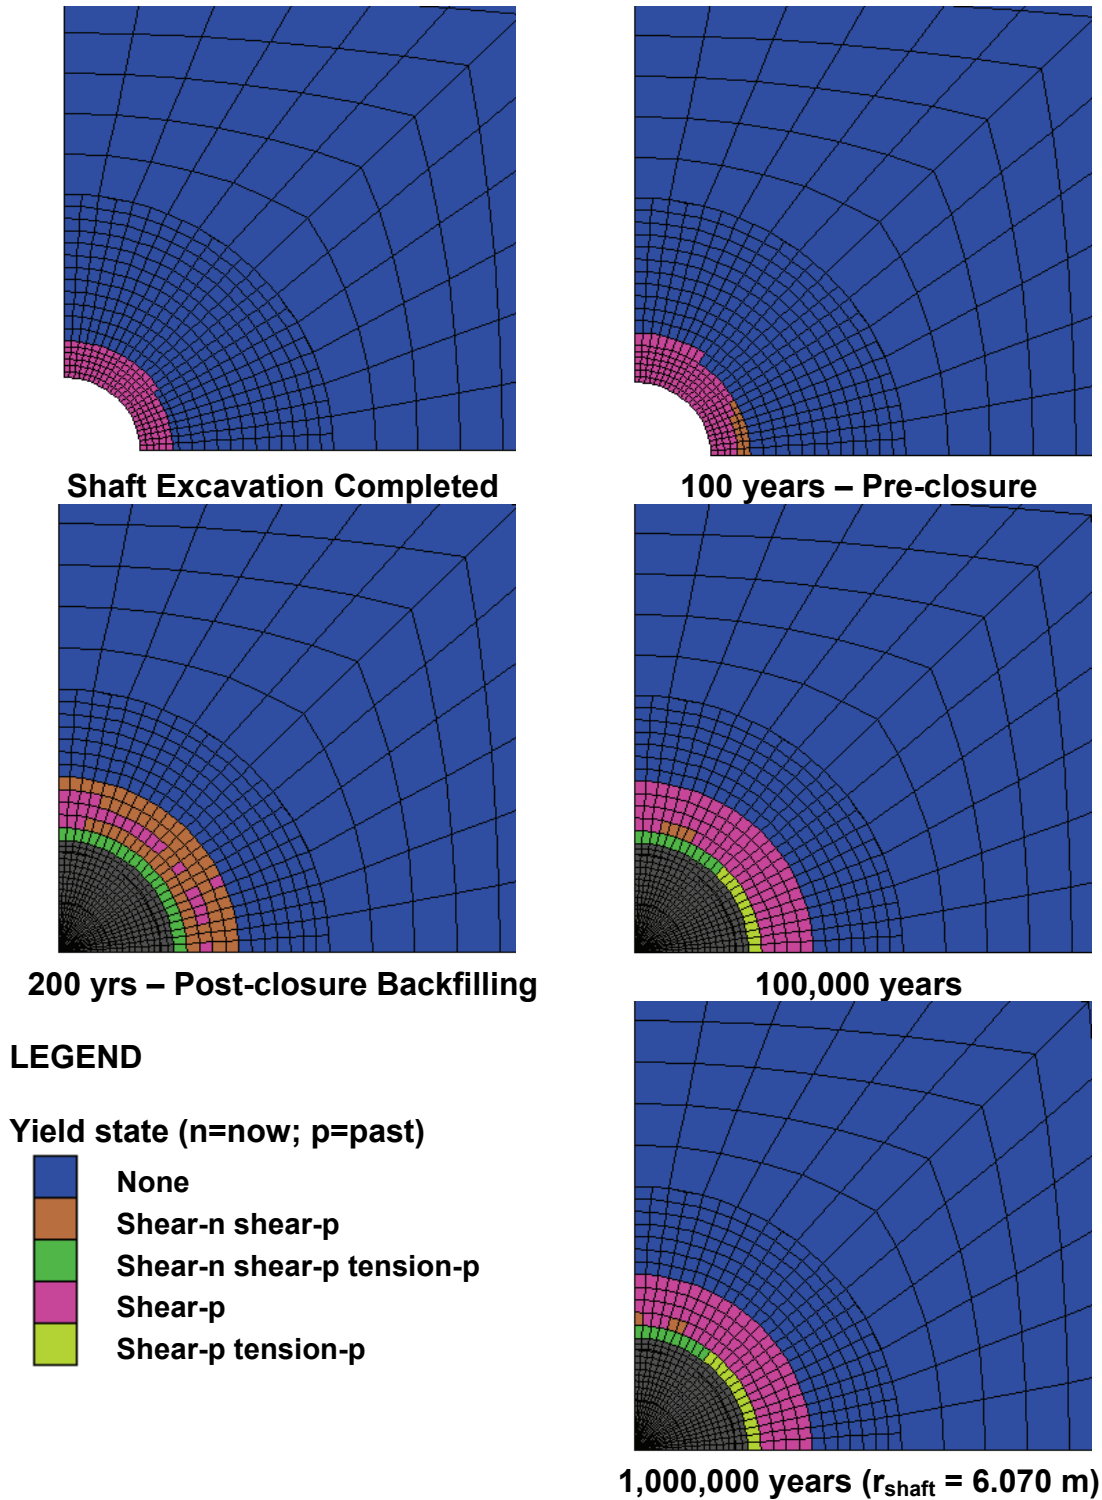 Shaft Excavation Completed
100 years – Pre-closure
200 yrs – Post-closure Backfilling
100,000 years
LEGEND
Yield state (n=now; p=past)
None
Shear-n shear-p
Shear-n shear-p tension-p
Shear-p
Shear-p tension-p
1,000,000 years (rshaft = 6.070 m)